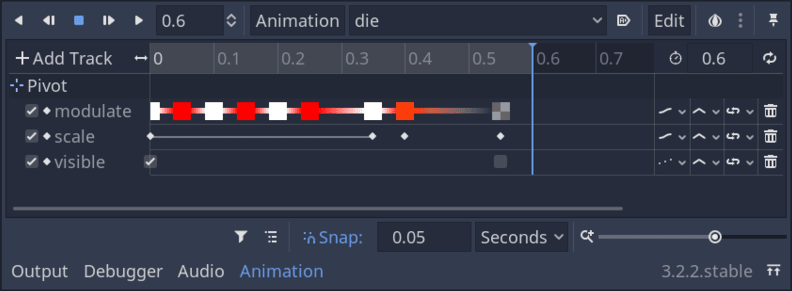 0.6 Animation die Edit
Add Track 0 0.1 0.2 0.3 0.4 0.5 0.6 0.7 0.6
Pivot
modulate
scale
visible
Snap: 0.05 Seconds
Output Debugger Audio Animation 3.2.2.stable